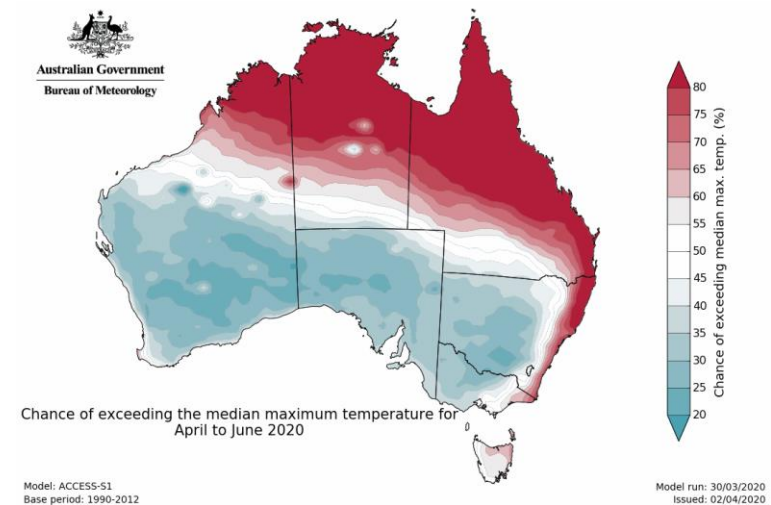 Australian Government
Bureau of Meteorology
80
75
70
65
60
55
50
45
40
35
30
25
20
Chance of exceeding median max. temp. (%)
Chance of exceeding the median maximum temperature for
April to June 2020
Model: ACCESS-S1
Base period: 1990-2012
Model run: 30/03/2020
Issued: 02/04/2020